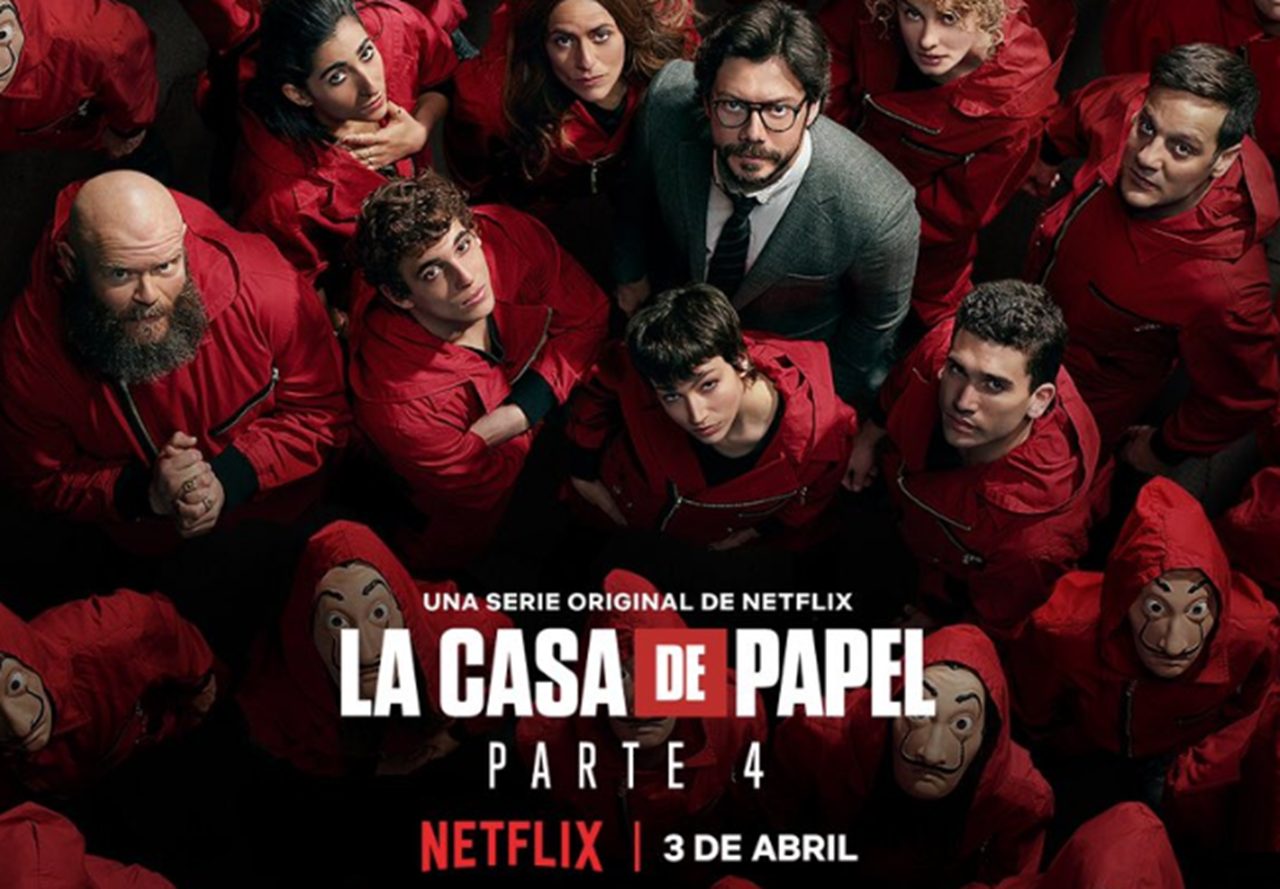 UNA SERIE ORIGINAL DE NETFLIX
LA CASA DE PAPEL
PARTE 4
NETFLIX | 3 DE ABRIL